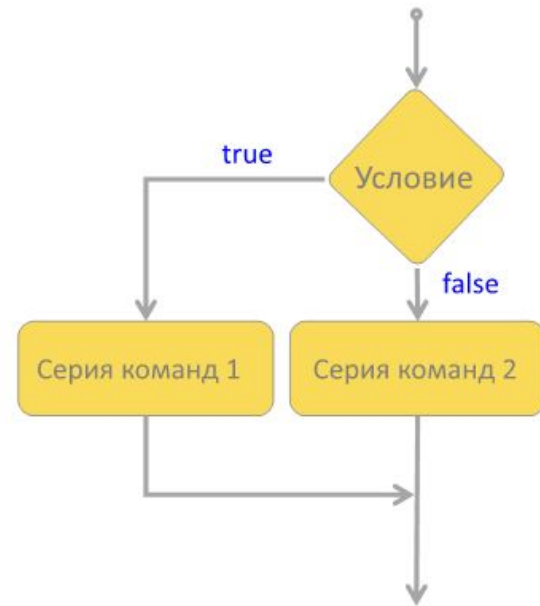 true
Условие
false
Серия команд 1
Серия команд 2